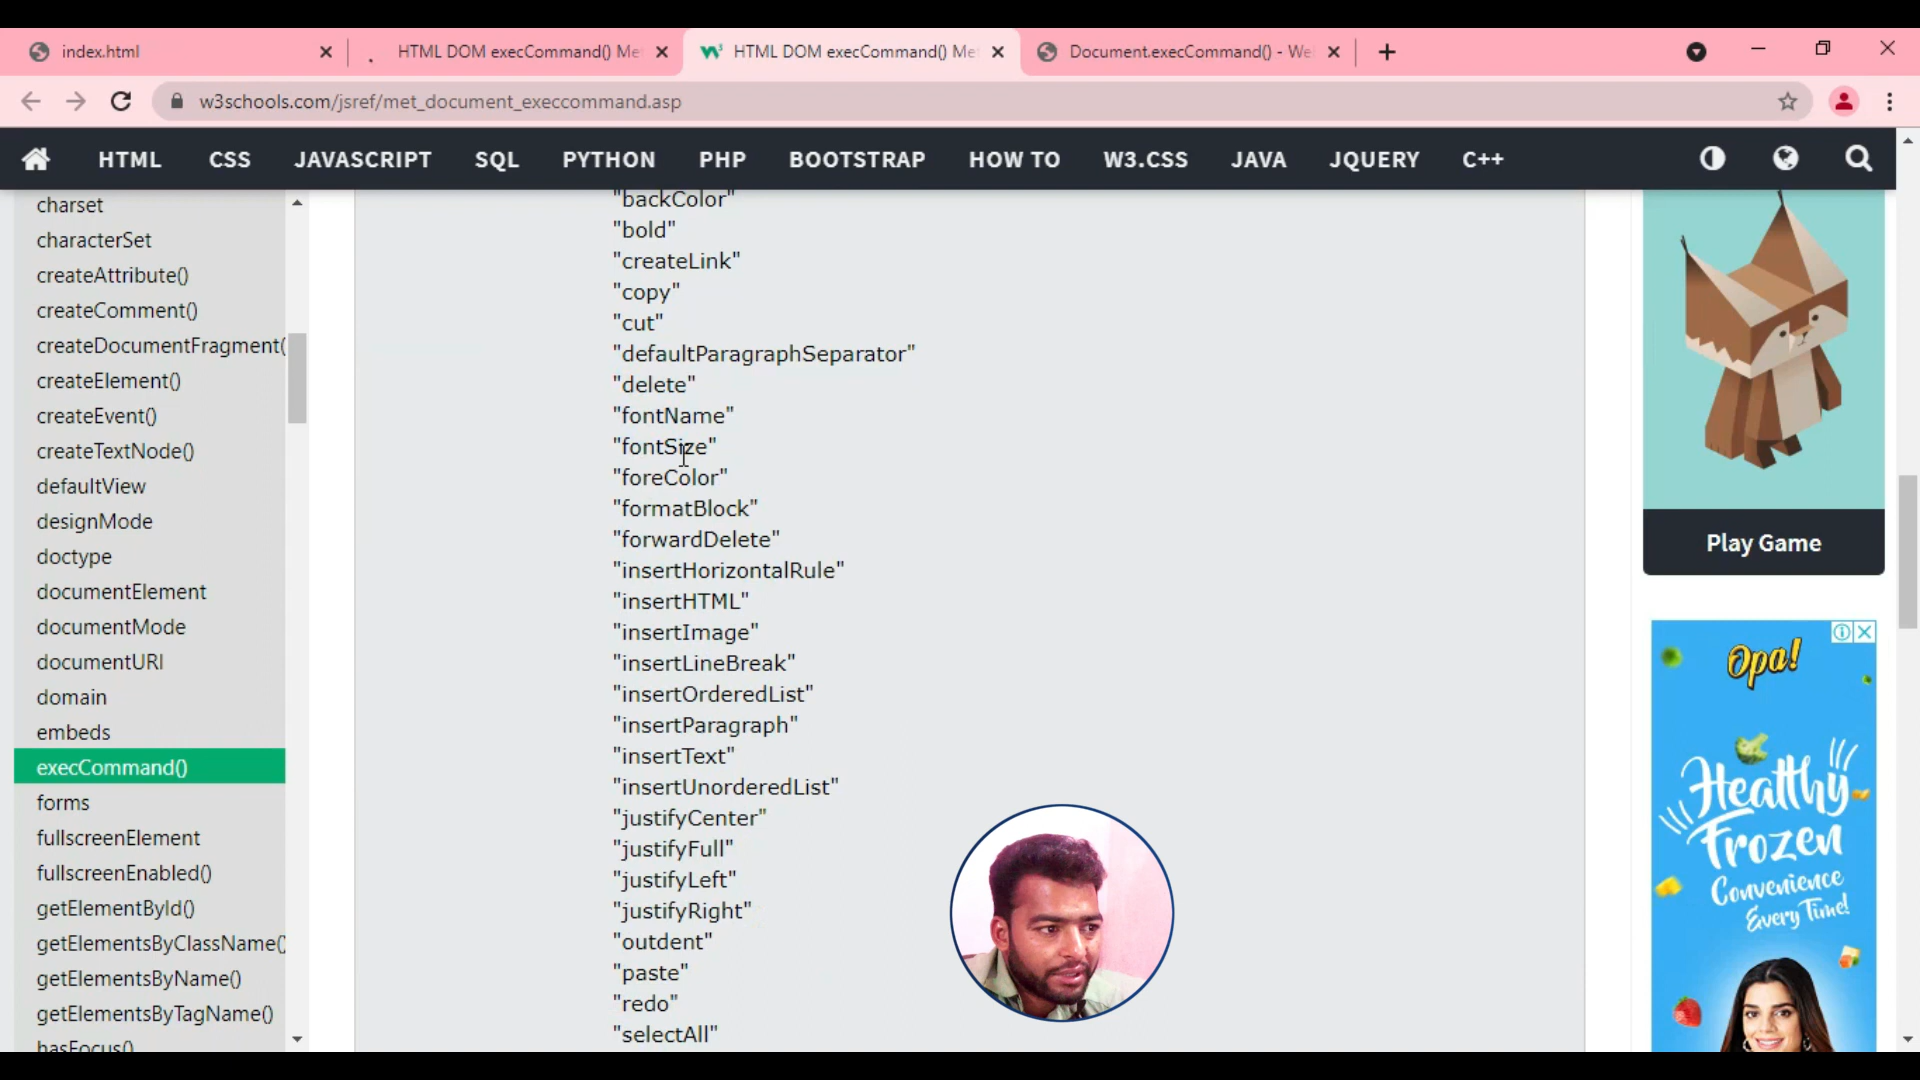 index.html
HTML DOM execCommand() Me
HTML DOM execCommand() Me
Document.execCommand() - We
w3schools.com/jsref/met_document_execcommand.asp
HTML CSS JAVASCRIPT SQL PYTHON PHP BOOTSTRAP HOW TO W3.CSS JAVA JQUERY C++
charset
characterSet
createAttribute()
createComment()
createDocumentFragment(
createElement()
createEvent()
createTextNode()
defaultView
designMode
doctype
documentElement
documentMode
documentURI
domain
embeds
execCommand()
forms
fullscreenElement
fullscreenEnabled()
getElementById()
getElementsByClassName()
getElementsByName()
getElementsByTagName()
hasFocus()
"backColor"
"bold"
"createLink"
"copy"
"cut"
"defaultParagraphSeparator"
"delete"
"fontName"
"fontSize"
"foreColor"
"formatBlock"
"forwardDelete"
"insertHorizontalRule"
"insertHTML"
"insertImage"
"insertLineBreak"
"insertOrderedList"
"insertParagraph"
"insertText"
"insertUnorderedList"
"justifyCenter"
"justifyFull"
"justifyLeft"
"justifyRight"
"outdent"
"paste"
"redo"
"selectAll"
Play Game
Opa!
Healthy
Frozen
Convenience
Every Time!